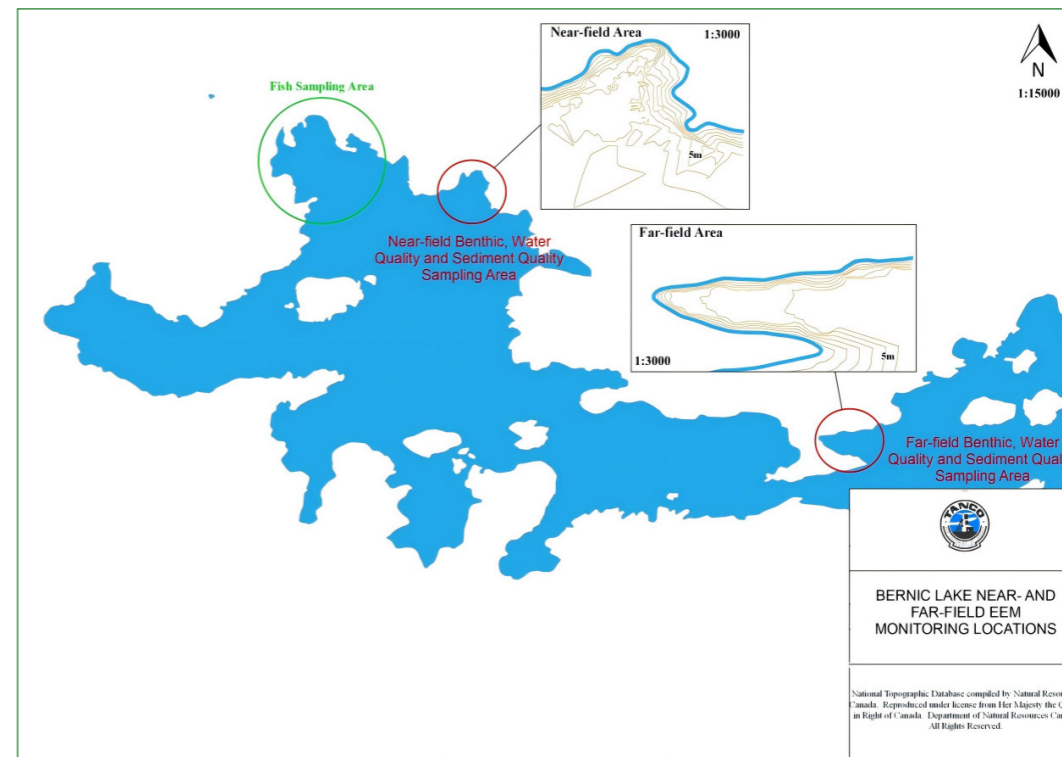 Near-field Area 1:3000
5m
N
1:15000
Fish Sampling Area
Near-field Benthic, Water
Quality and Sediment Quality
Sampling Area
Far-field Area
1:3000
5m
Far-field Benthic, Water
Quality and Sediment Qual
Sampling Area
TANCO
BERNIC LAKE NEAR- AND
FAR-FIELD EEM
MONITORING LOCATIONS
National Topographic Database compiled by Natural Resou
Canada. Reproduced under license from Her Majesty the Q
in Right of Canada. Department of Natural Resources Can
All Rights Reserved.